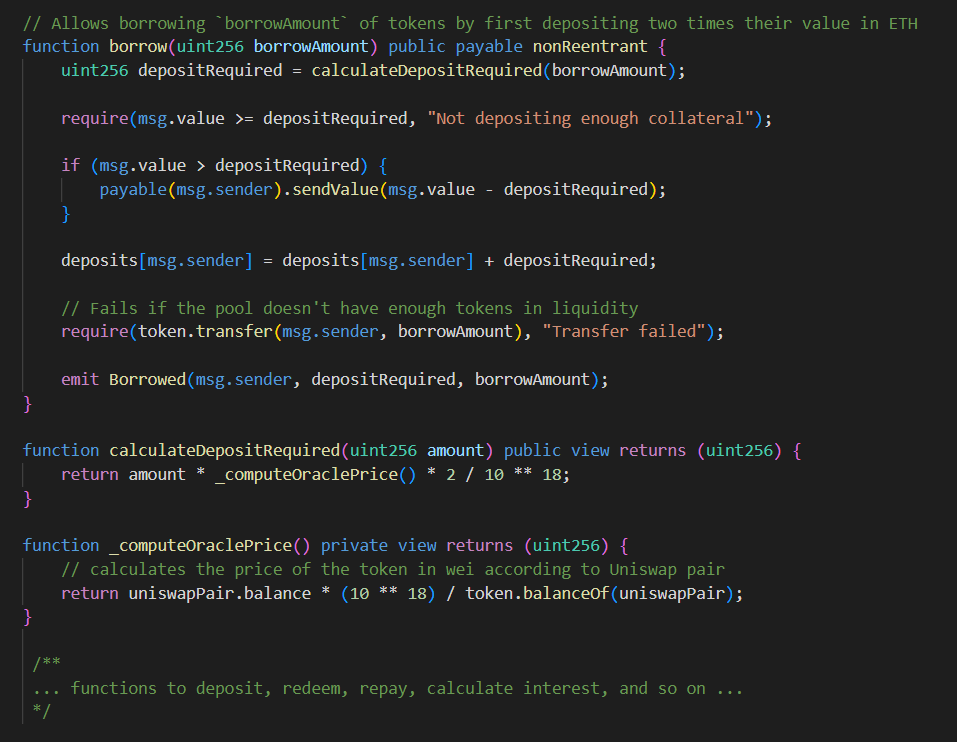 // Allows borrowing `borrowAmount` of tokens by first depositing two times their value in ETH
function borrow(uint256 borrowAmount) public payable nonReentrant {
    uint256 depositRequired = calculateDepositRequired(borrowAmount);

    require(msg.value >= depositRequired, "Not depositing enough collateral");

    if (msg.value > depositRequired) {
        payable(msg.sender).sendValue(msg.value - depositRequired);
    }

    deposits[msg.sender] = deposits[msg.sender] + depositRequired;

    // Fails if the pool doesn't have enough tokens in liquidity
    require(token.transfer(msg.sender, borrowAmount), "Transfer failed");

    emit Borrowed(msg.sender, depositRequired, borrowAmount);
}

function calculateDepositRequired(uint256 amount) public view returns (uint256) {
    return amount * _computeOraclePrice() * 2 / 10 ** 18;
}

function _computeOraclePrice() private view returns (uint256) {
    // calculates the price of the token in wei according to Uniswap pair
    return uniswapPair.balance * (10 ** 18) / token.balanceOf(uniswapPair);
}

 /**
 ... functions to deposit, redeem, repay, calculate interest, and so on ...
 */